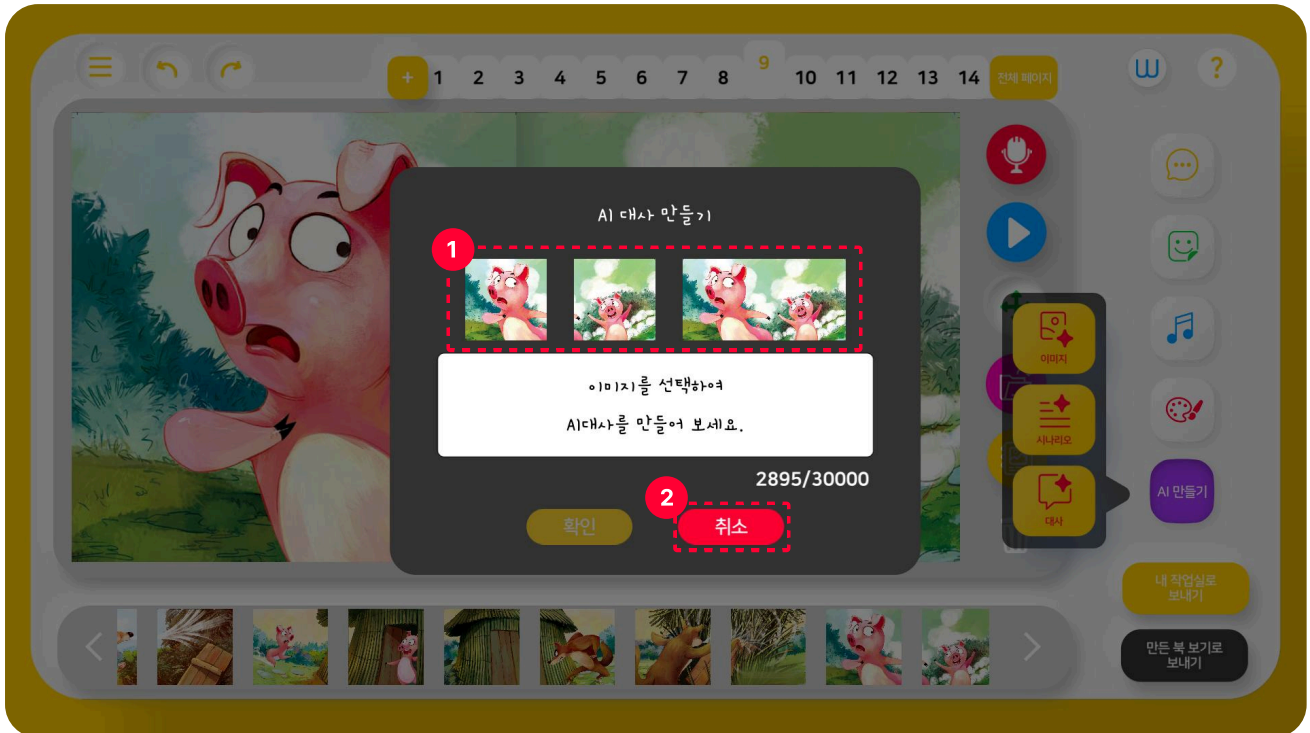 + 1 2 3 4 5 6 7 8 9 10 11 12 13 14 전체 페이지
W ?
AI 대사 만들기
1
이미지를 선택하여
AI대사를 만들어 보세요.
2895/30000
2
확인 취소
이미지
시나리오
대사
AI 만들기
내 작업실로
보내기
만든 북 보기로
보내기